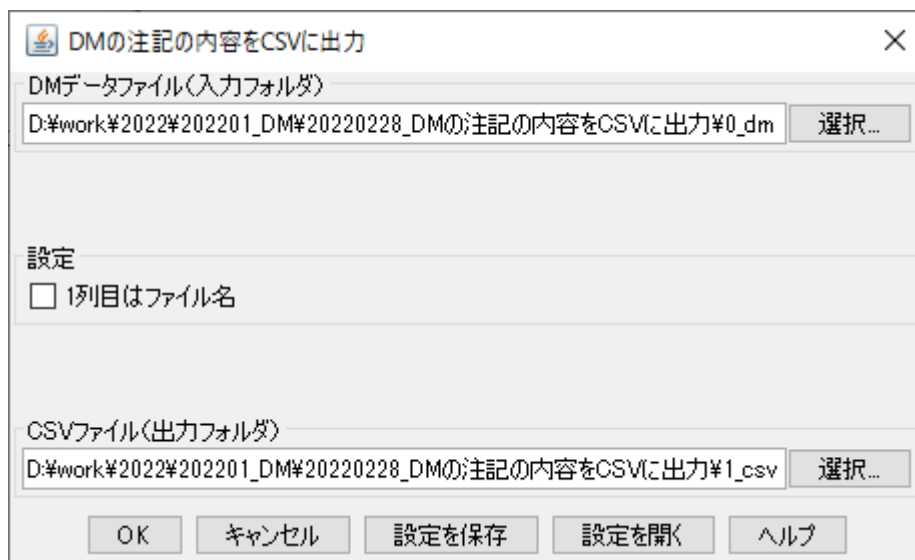 DMの注記の内容をCSVに出力
DMデータファイル(入力フォルダ)
D:¥work¥2022¥202201_DM¥20220228_DMの注記の内容をCSVに出力¥0_dm 選択...
設定
1列目はファイル名
CSVファイル(出力フォルダ)
D:¥work¥2022¥202201_DM¥20220228_DMの注記の内容をCSVに出力¥1_csv 選択...
OK キャンセル 設定を保存 設定を開く ヘルプ